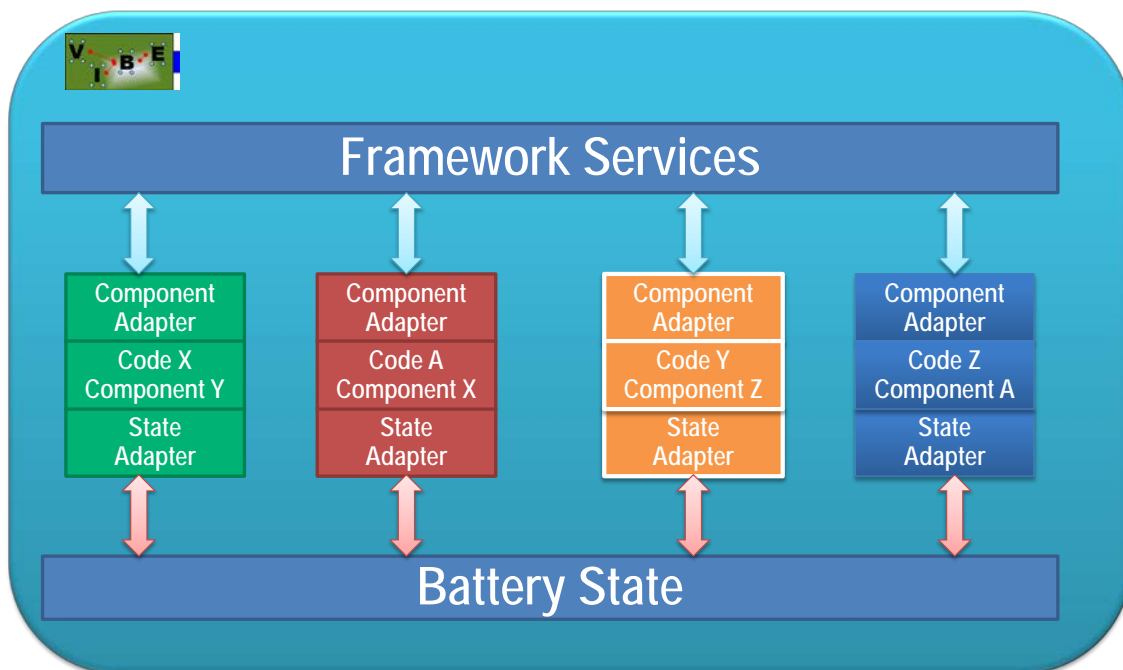 VIBE
Framework Services
Component
Adapter
Code X
Component Y
State
Adapter
Component
Adapter
Code A
Component X
State
Adapter
Component
Adapter
Code Y
Component Z
State
Adapter
Component
Adapter
Code Z
Component A
State
Adapter
Battery State